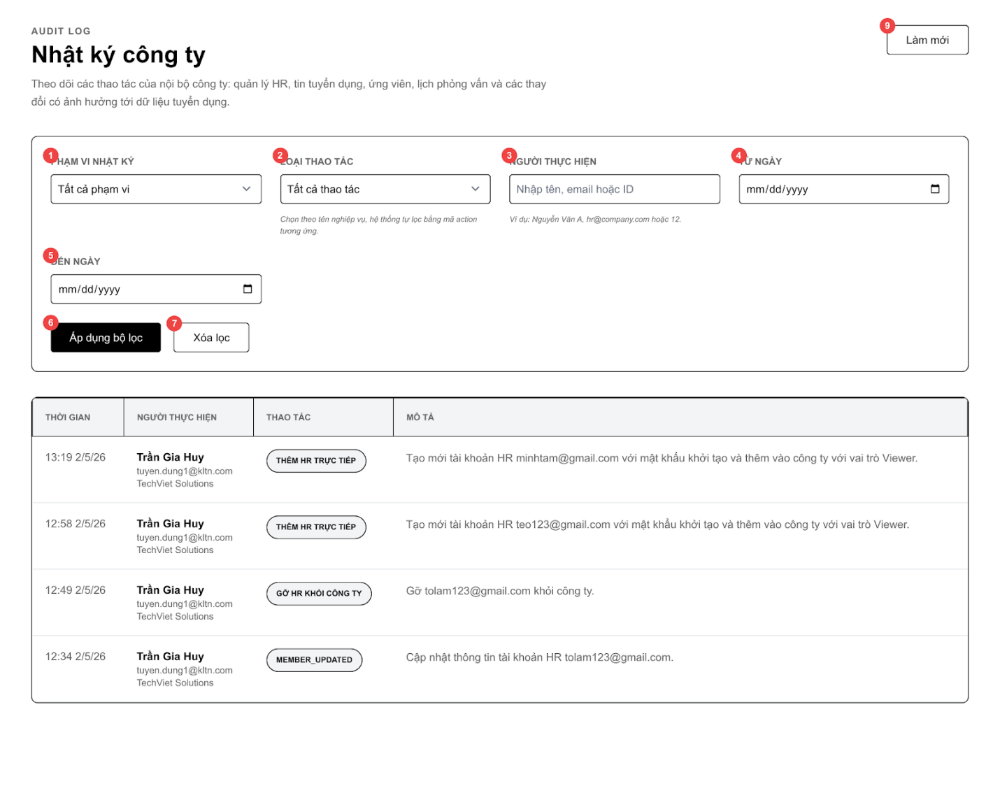 AUDIT LOG
Nhật ký công ty
Theo dõi các thao tác của nội bộ công ty: quản lý HR, tin tuyển dụng, ứng viên, lịch phỏng vấn và các thay
đổi có ảnh hưởng tới dữ liệu tuyển dụng.
9
Làm mới
1
PHẠM VI NHẬT KÝ
Tất cả phạm vi
2
LOẠI THAO TÁC
Tất cả thao tác
Chọn theo tên nghiệp vụ, hệ thống tự lọc bằng mã action
tương ứng.
3
NGƯỜI THỰC HIỆN
Nhập tên, email hoặc ID
Ví dụ: Nguyễn Văn A, hr@company.com hoặc 12.
4
TỪ NGÀY
mm/dd/yyyy
5
ĐẾN NGÀY
mm/dd/yyyy
6
Áp dụng bộ lọc
7
Xóa lọc
THỜI GIAN
NGƯỜI THỰC HIỆN
THAO TÁC
MÔ TẢ
13:19 2/5/26
Trần Gia Huy
tuyen.dung1@kltn.com
TechViet Solutions
THÊM HR TRỰC TIẾP
Tạo mới tài khoản HR minhtam@gmail.com với mật khẩu khởi tạo và thêm vào công ty với vai trò Viewer.
12:58 2/5/26
Trần Gia Huy
tuyen.dung1@kltn.com
TechViet Solutions
THÊM HR TRỰC TIẾP
Tạo mới tài khoản HR teo123@gmail.com với mật khẩu khởi tạo và thêm vào công ty với vai trò Viewer.
12:49 2/5/26
Trần Gia Huy
tuyen.dung1@kltn.com
TechViet Solutions
GỠ HR KHỎI CÔNG TY
Gỡ tolam123@gmail.com khỏi công ty.
12:34 2/5/26
Trần Gia Huy
tuyen.dung1@kltn.com
TechViet Solutions
MEMBER_UPDATED
Cập nhật thông tin tài khoản HR tolam123@gmail.com.